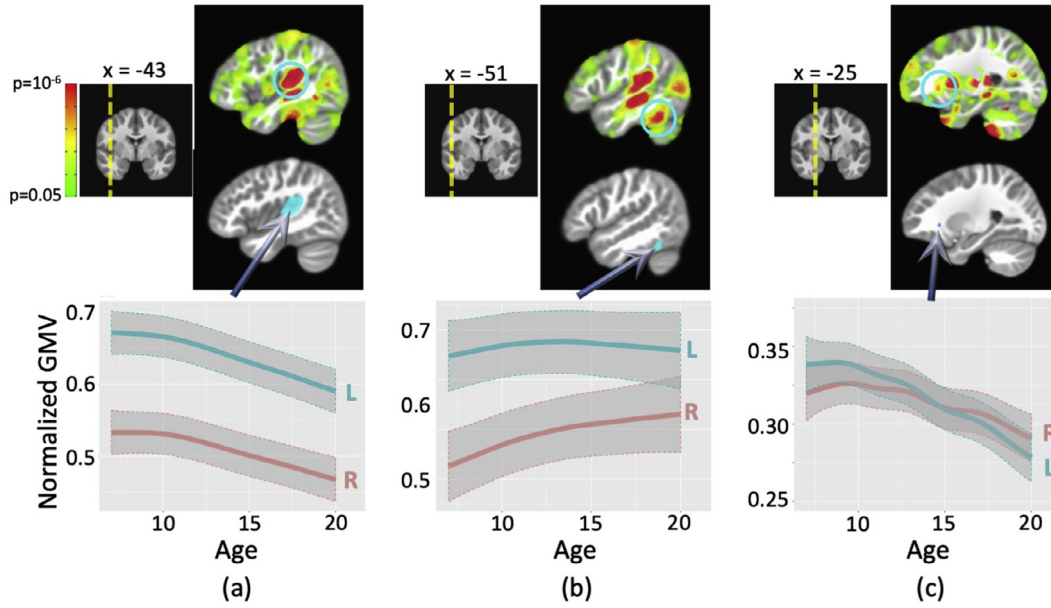 x = -43
x = -51
x = -25
p=10-6
p=0.05
Normalized GMV
0.7
0.6
0.5
L
R
10
15
20
Age
(a)
0.7
0.6
0.5
L
R
10
15
20
Age
(b)
0.35
0.30
0.25
R
L
10
15
20
Age
(c)